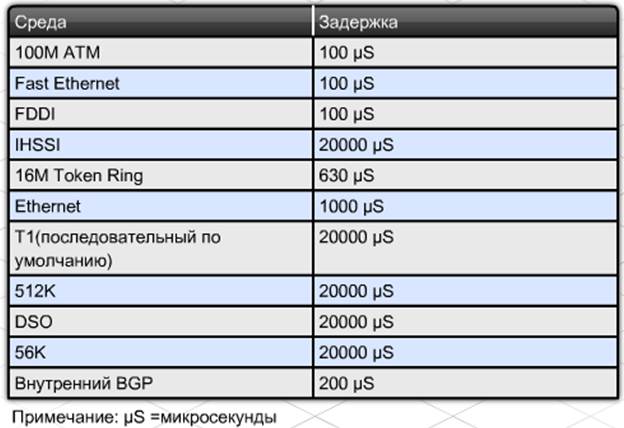 Среда Задержка
100M ATM 100 µS
Fast Ethernet 100 µS
FDDI 100 µS
IHSSI 20000 µS
16M Token Ring 630 µS
Ethernet 1000 µS
T1(последовательный по 20000 µS
умолчанию)
512K 20000 µS
DSO 20000 µS
56K 20000 µS
Внутренний BGP 200 µS
Примечание: µS =микросекунды